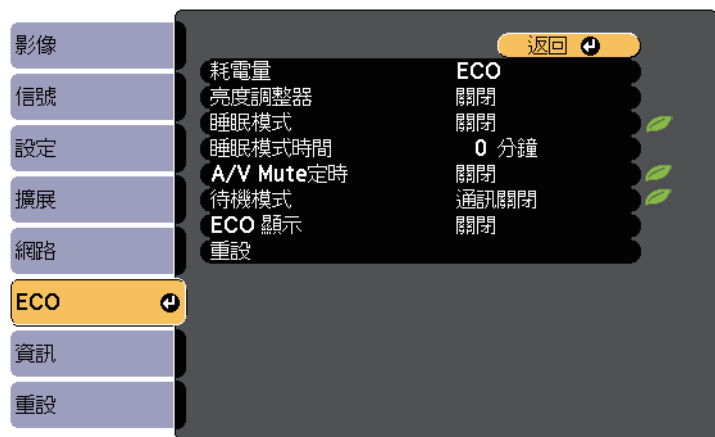 影像
信號
設定
擴展
網路
ECO
資訊
重設
返回
耗電量 ECO
亮度調整器 關閉
睡眠模式 關閉
睡眠模式時間 0 分鐘
A/V Mute定時 關閉
待機模式 通訊關閉
ECO 顯示 關閉
重設